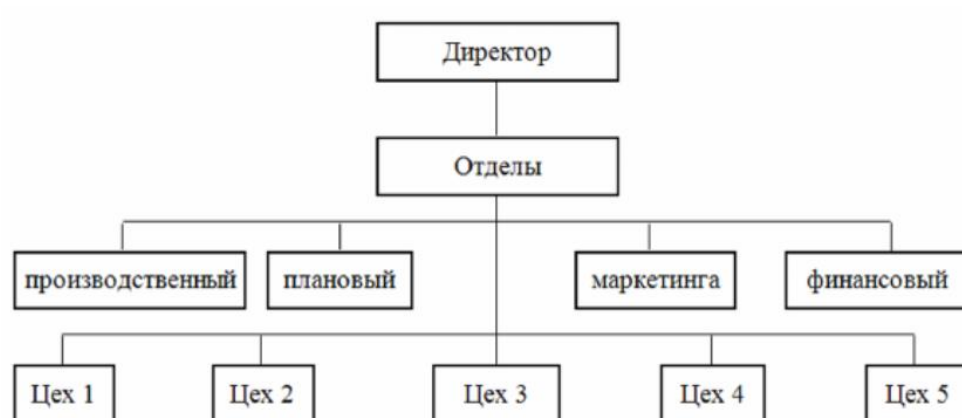 Директор
Отделы
производственный
плановый
маркетинга
финансовый
Цех 1
Цех 2
Цех 3
Цех 4
Цех 5